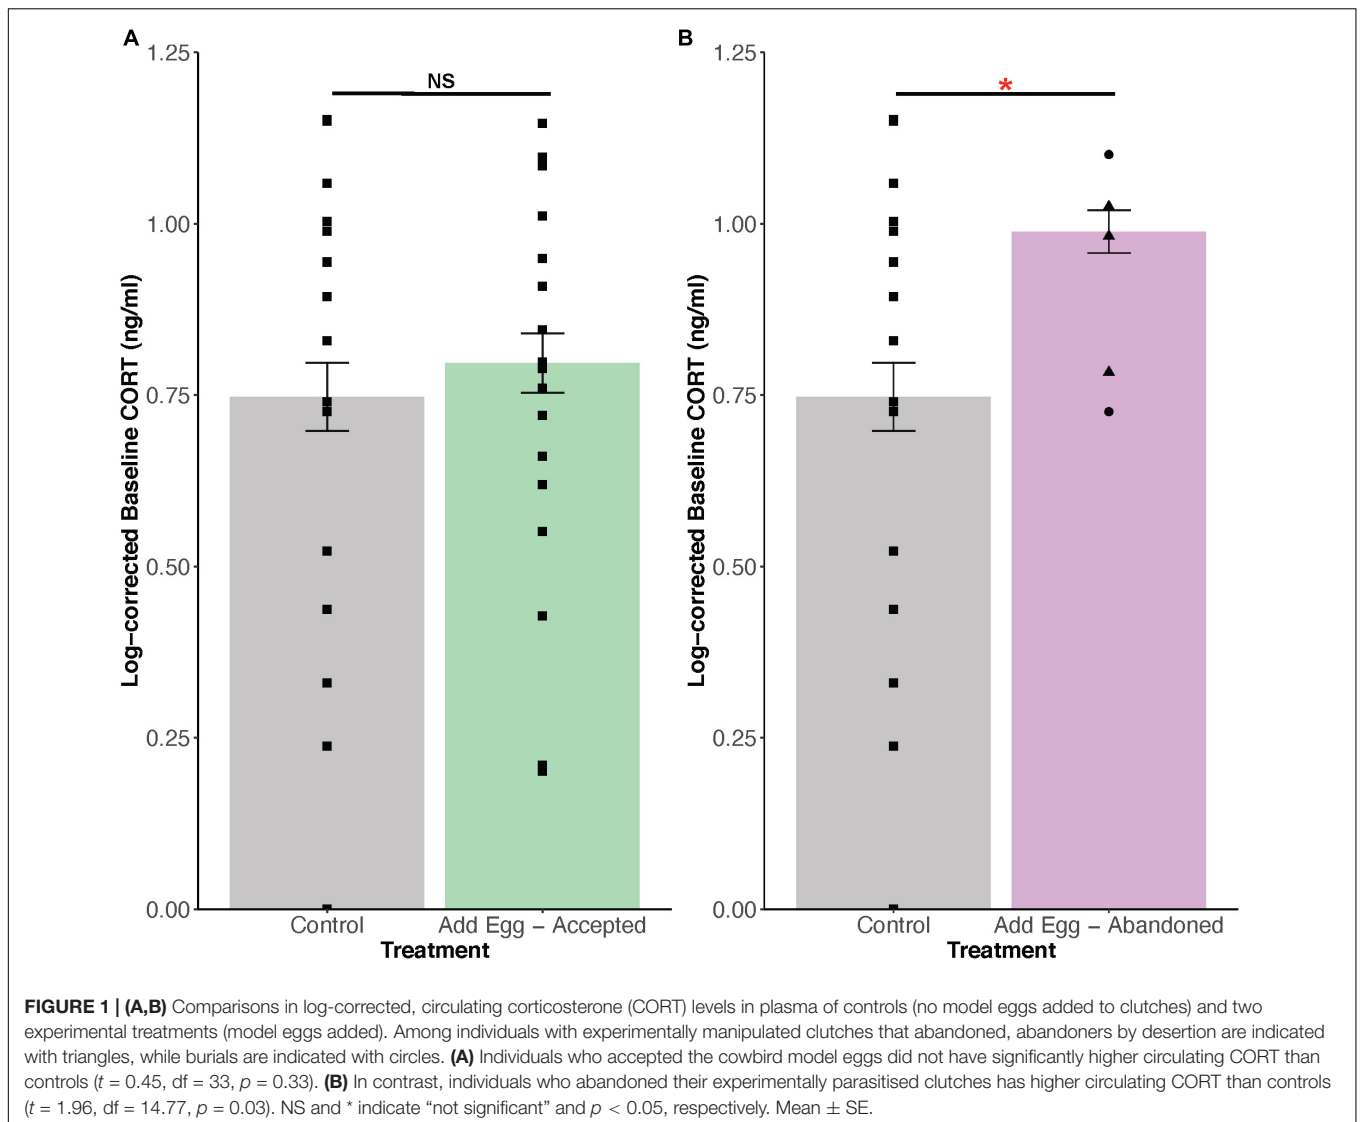 A
1.25
NS
1.00
0.75
0.50
0.25
0.00
Log−corrected Baseline CORT (ng/ml)
Control
Add Egg − Accepted
Treatment
B
1.25
*
1.00
0.75
0.50
0.25
0.00
Log−corrected Baseline CORT (ng/ml)
Control
Add Egg − Abandoned
Treatment
FIGURE 1 | (A,B) Comparisons in log-corrected, circulating corticosterone (CORT) levels in plasma of controls (no model eggs added to clutches) and two
experimental treatments (model eggs added). Among individuals with experimentally manipulated clutches that abandoned, abandoners by desertion are indicated
with triangles, while burials are indicated with circles. (A) Individuals who accepted the cowbird model eggs did not have significantly higher circulating CORT than
controls (t = 0.45, df = 33, p = 0.33). (B) In contrast, individuals who abandoned their experimentally parasitised clutches has higher circulating CORT than controls
(t = 1.96, df = 14.77, p = 0.03). NS and * indicate “not significant” and p < 0.05, respectively. Mean ± SE.